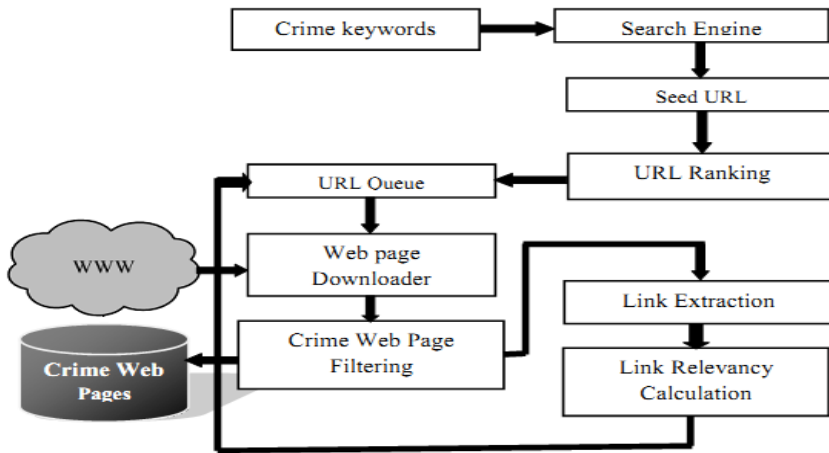 Crime keywords
Search Engine
Seed URL
URL Ranking
URL Queue
Web page
Downloader
WWW
Link Extraction
Crime Web Page
Filtering
Crime Web
Pages
Link Relevancy
Calculation